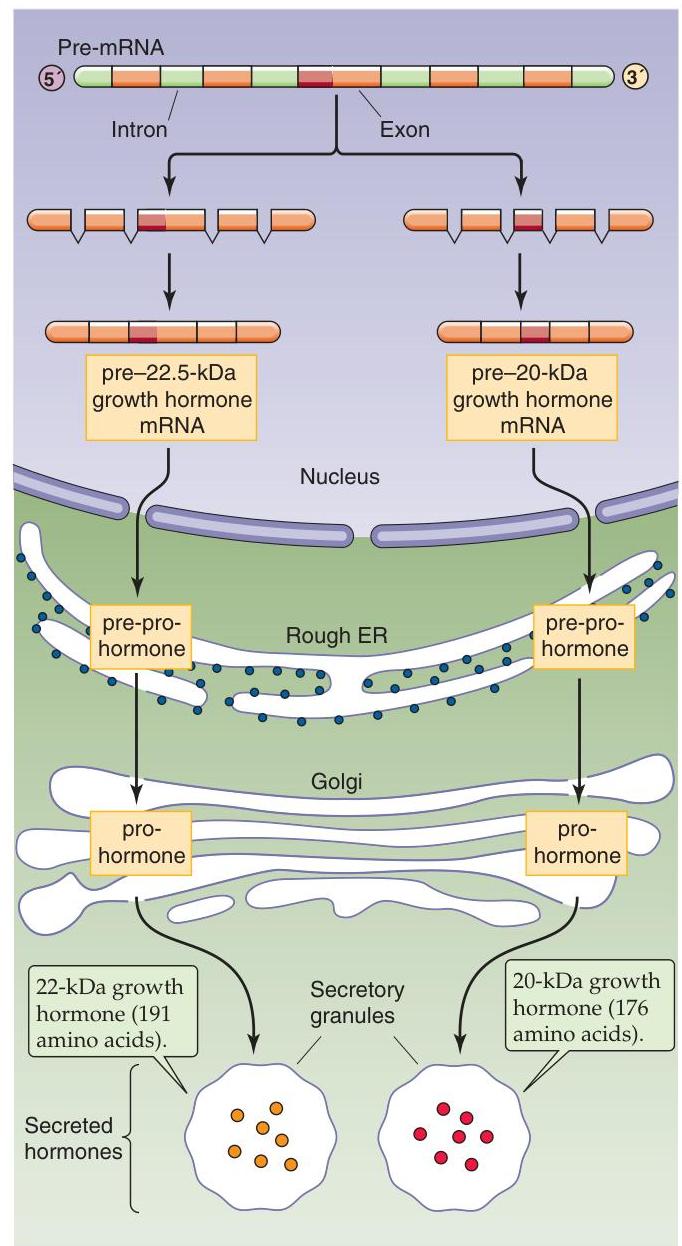 Pre-mRNA
5´
3´
Intron
Exon
pre–22.5-kDa
growth hormone
mRNA
pre–20-kDa
growth hormone
mRNA
Nucleus
pre-pro-
hormone
Rough ER
pre-pro-
hormone
Golgi
pro-
hormone
pro-
hormone
22-kDa growth
hormone (191
amino acids).
Secretory
granules
20-kDa growth
hormone (176
amino acids).
Secreted
hormones